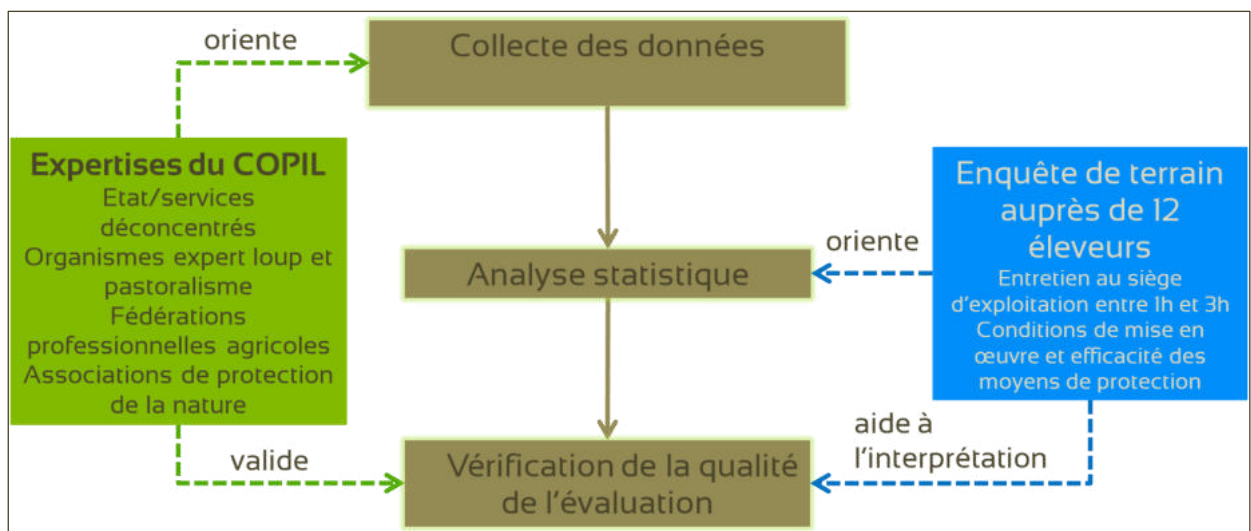 oriente
Collecte des données
Expertises du COPIL
Etat/services
déconcentrés
Organismes expert loup et
pastoralisme
Fédérations
professionnelles agricoles
Associations de protection
de la nature
Enquête de terrain
auprès de 12
éleveurs
Entretien au siège
d'exploitation entre 1h et 3h
Conditions de mise en
œuvre et efficacité des
moyens de protection
oriente
Analyse statistique
valide
Vérification de la qualité
de l'évaluation
aide à
l'interprétation